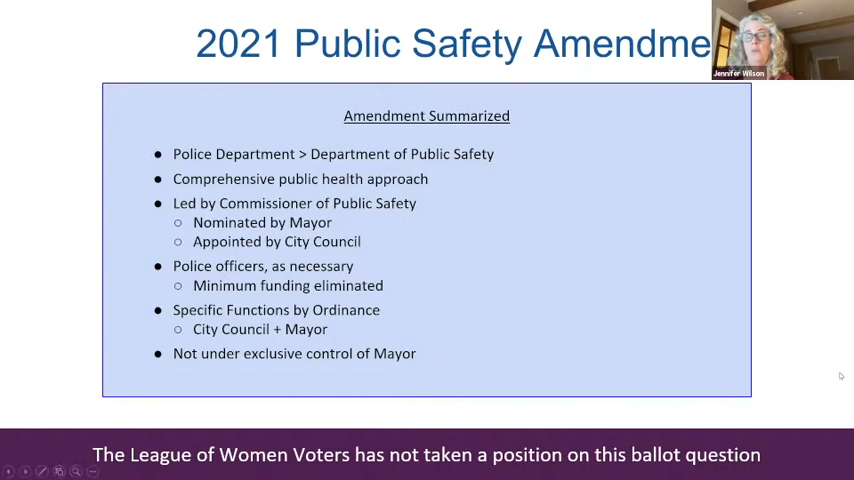 2021 Public Safety Amendme
Jennifer Wilson
Amendment Summarized
● Police Department > Department of Public Safety
● Comprehensive public health approach
● Led by Commissioner of Public Safety
○ Nominated by Mayor
○ Appointed by City Council
● Police officers, as necessary
○ Minimum funding eliminated
● Specific Functions by Ordinance
○ City Council + Mayor
● Not under exclusive control of Mayor
The League of Women Voters has not taken a position on this ballot question